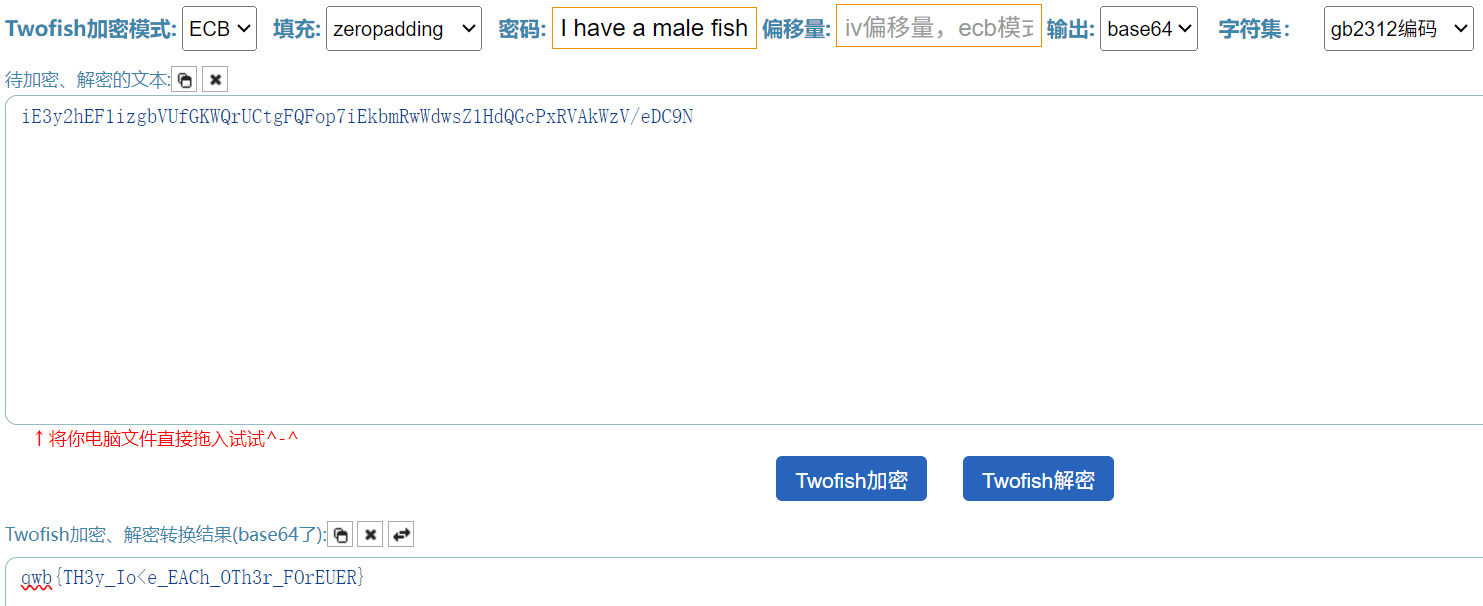 Twofish加密模式: ECB 填充: zeropadding 密码: I have a male fish 偏移量: iv偏移量，ecb模式 输出: base64 字符集： gb2312编码
待加密、解密的文本:
iE3y2hEF1izgbVUfGKWQrUCtgFQFop7iEkbmRwWdwsZ1HdQGcPxRVAkWzV/eDC9N
↑将你电脑文件直接拖入试试^-^
Twofish加密 Twofish解密
Twofish加密、解密转换结果(base64了):
qwb{TH3y_Io<e_EACh_OTh3r_FOrEUER}